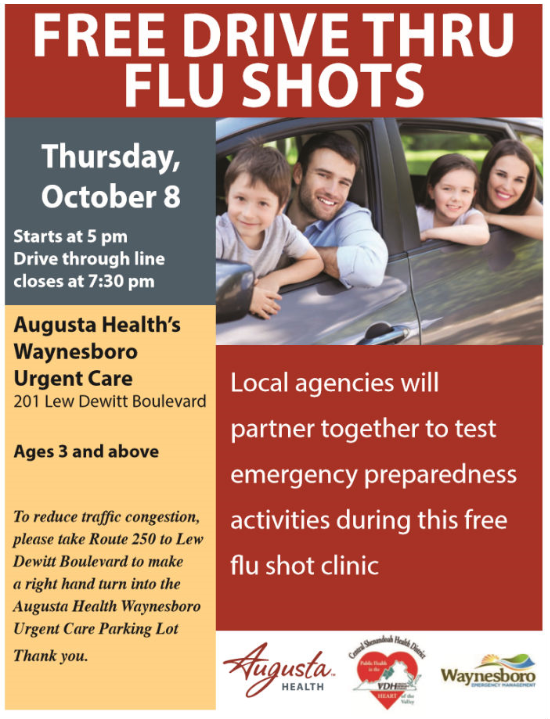 FREE DRIVE THRU
FLU SHOTS
Thursday,
October 8
Starts at 5 pm
Drive through line
closes at 7:30 pm
Augusta Health's
Waynesboro
Urgent Care
201 Lew Dewitt Boulevard
Ages 3 and above
To reduce traffic congestion,
please take Route 250 to Lew
Dewitt Boulevard to make
a right hand turn into the
Augusta Health Waynesboro
Urgent Care Parking Lot
Thank you.
Local agencies will
partner together to test
emergency preparedness
activities during this free
flu shot clinic
Augusta
HEALTH
Central Shenandoah Health District
Public Health
in the
VDH
HEART of the
Valley
Waynesboro
EMERGENCY MANAGEMENT